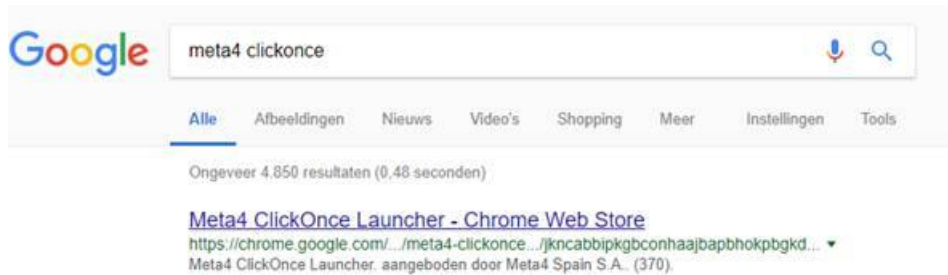 Google meta4 clickonce
Alle Afbeeldingen Nieuws Video's Shopping Meer Instellingen Tools
Ongeveer 4.850 resultaten (0,48 seconden)
Meta4 ClickOnce Launcher - Chrome Web Store
https://chrome.google.com/.../meta4-clickonce.../jkncabbipkgbconhaajbapbhokpbgkd...
Meta4 ClickOnce Launcher. aangeboden door Meta4 Spain S.A.. (370).